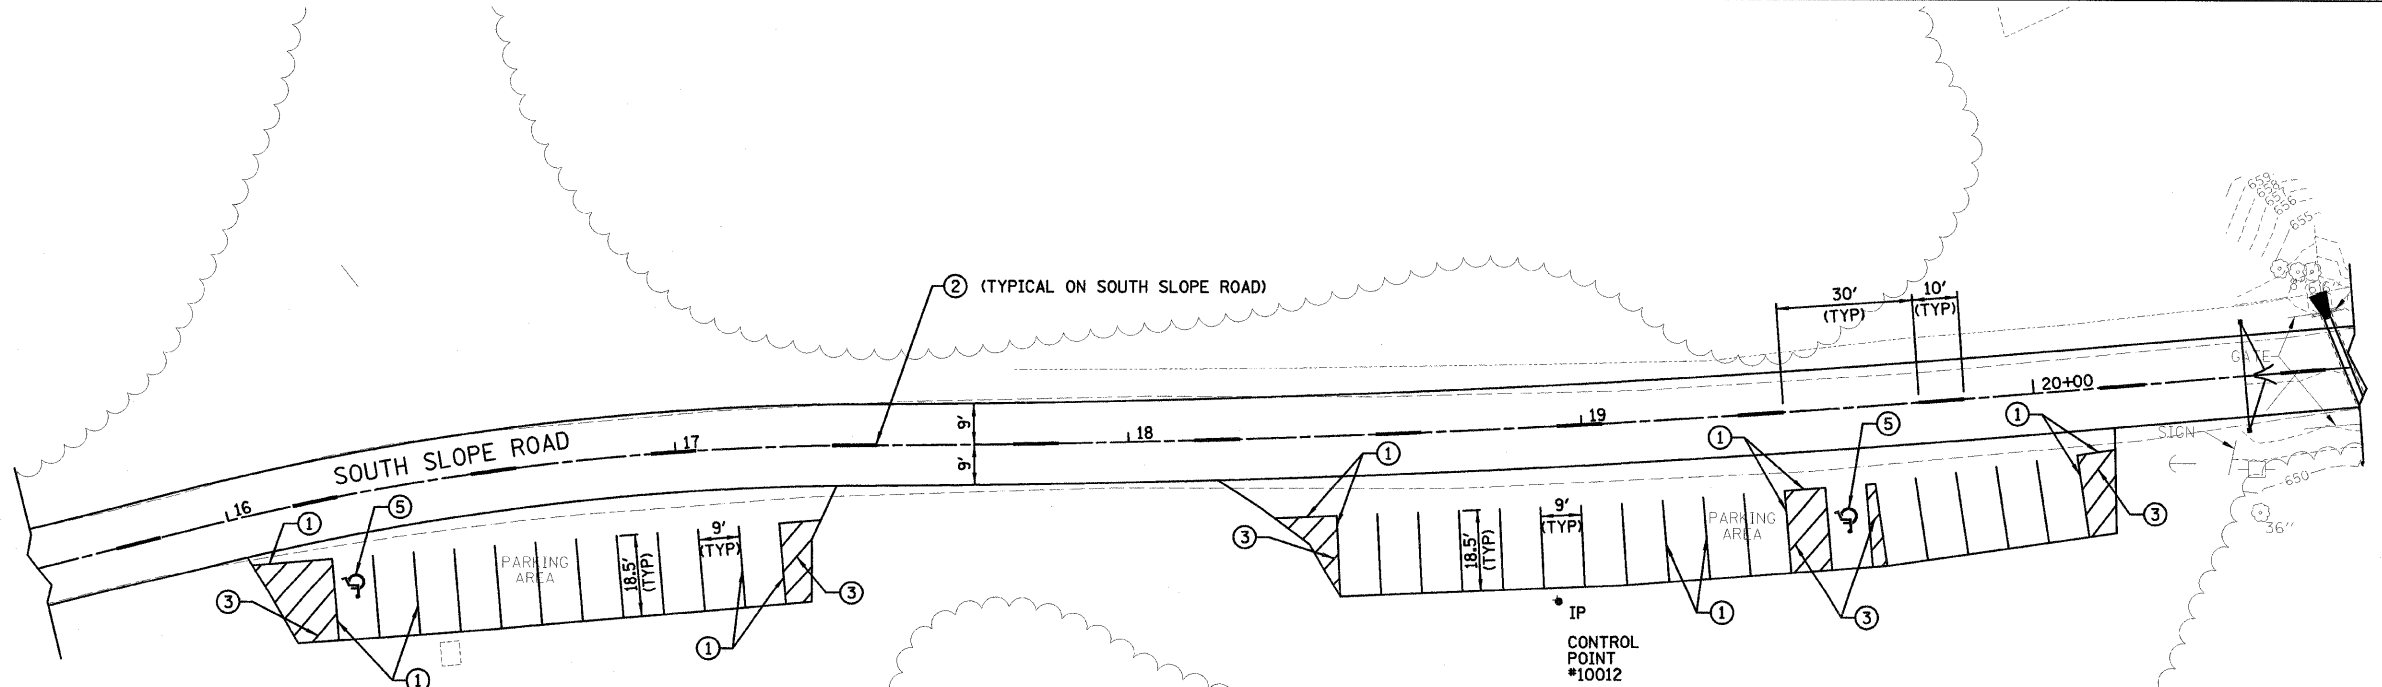 659
658
656
655
② (TYPICAL ON SOUTH SLOPE ROAD)
30'
(TYP)
10'
(TYP)
GATE
20+00
19
18
17
16
9'
9'
SOUTH SLOPE ROAD
①
⑤
①
①
⑤
①
SIGN
650
36"
③
①
③
PARKING
AREA
18.5'
(TYP)
9'
(TYP)
③
①
①
③
18.5'
(TYP)
9'
(TYP)
PARKING
AREA
①
③
IP
CONTROL
POINT
#10012